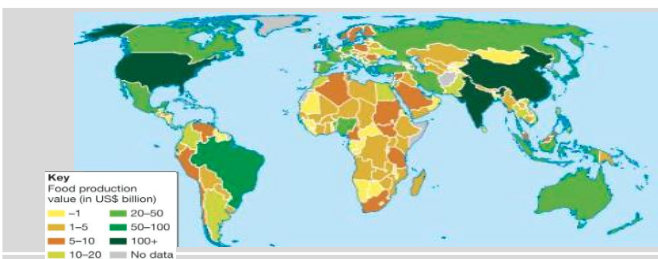 Key
Food production
value (in US$ billion)
–1
1–5
5–10
10–20
20–50
50–100
100+
No data